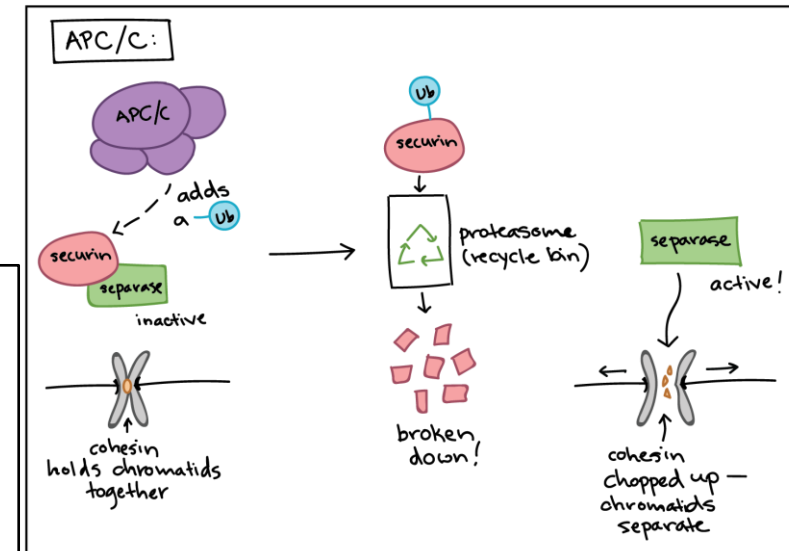 APC/C:
APC/C
adds
a Ub
securin
separase
inactive
cohesin
holds chromatids
together
Ub
securin
proteasome
(recycle bin)
broken
down!
separase
active!
cohesin
chopped up —
chromatids
separate